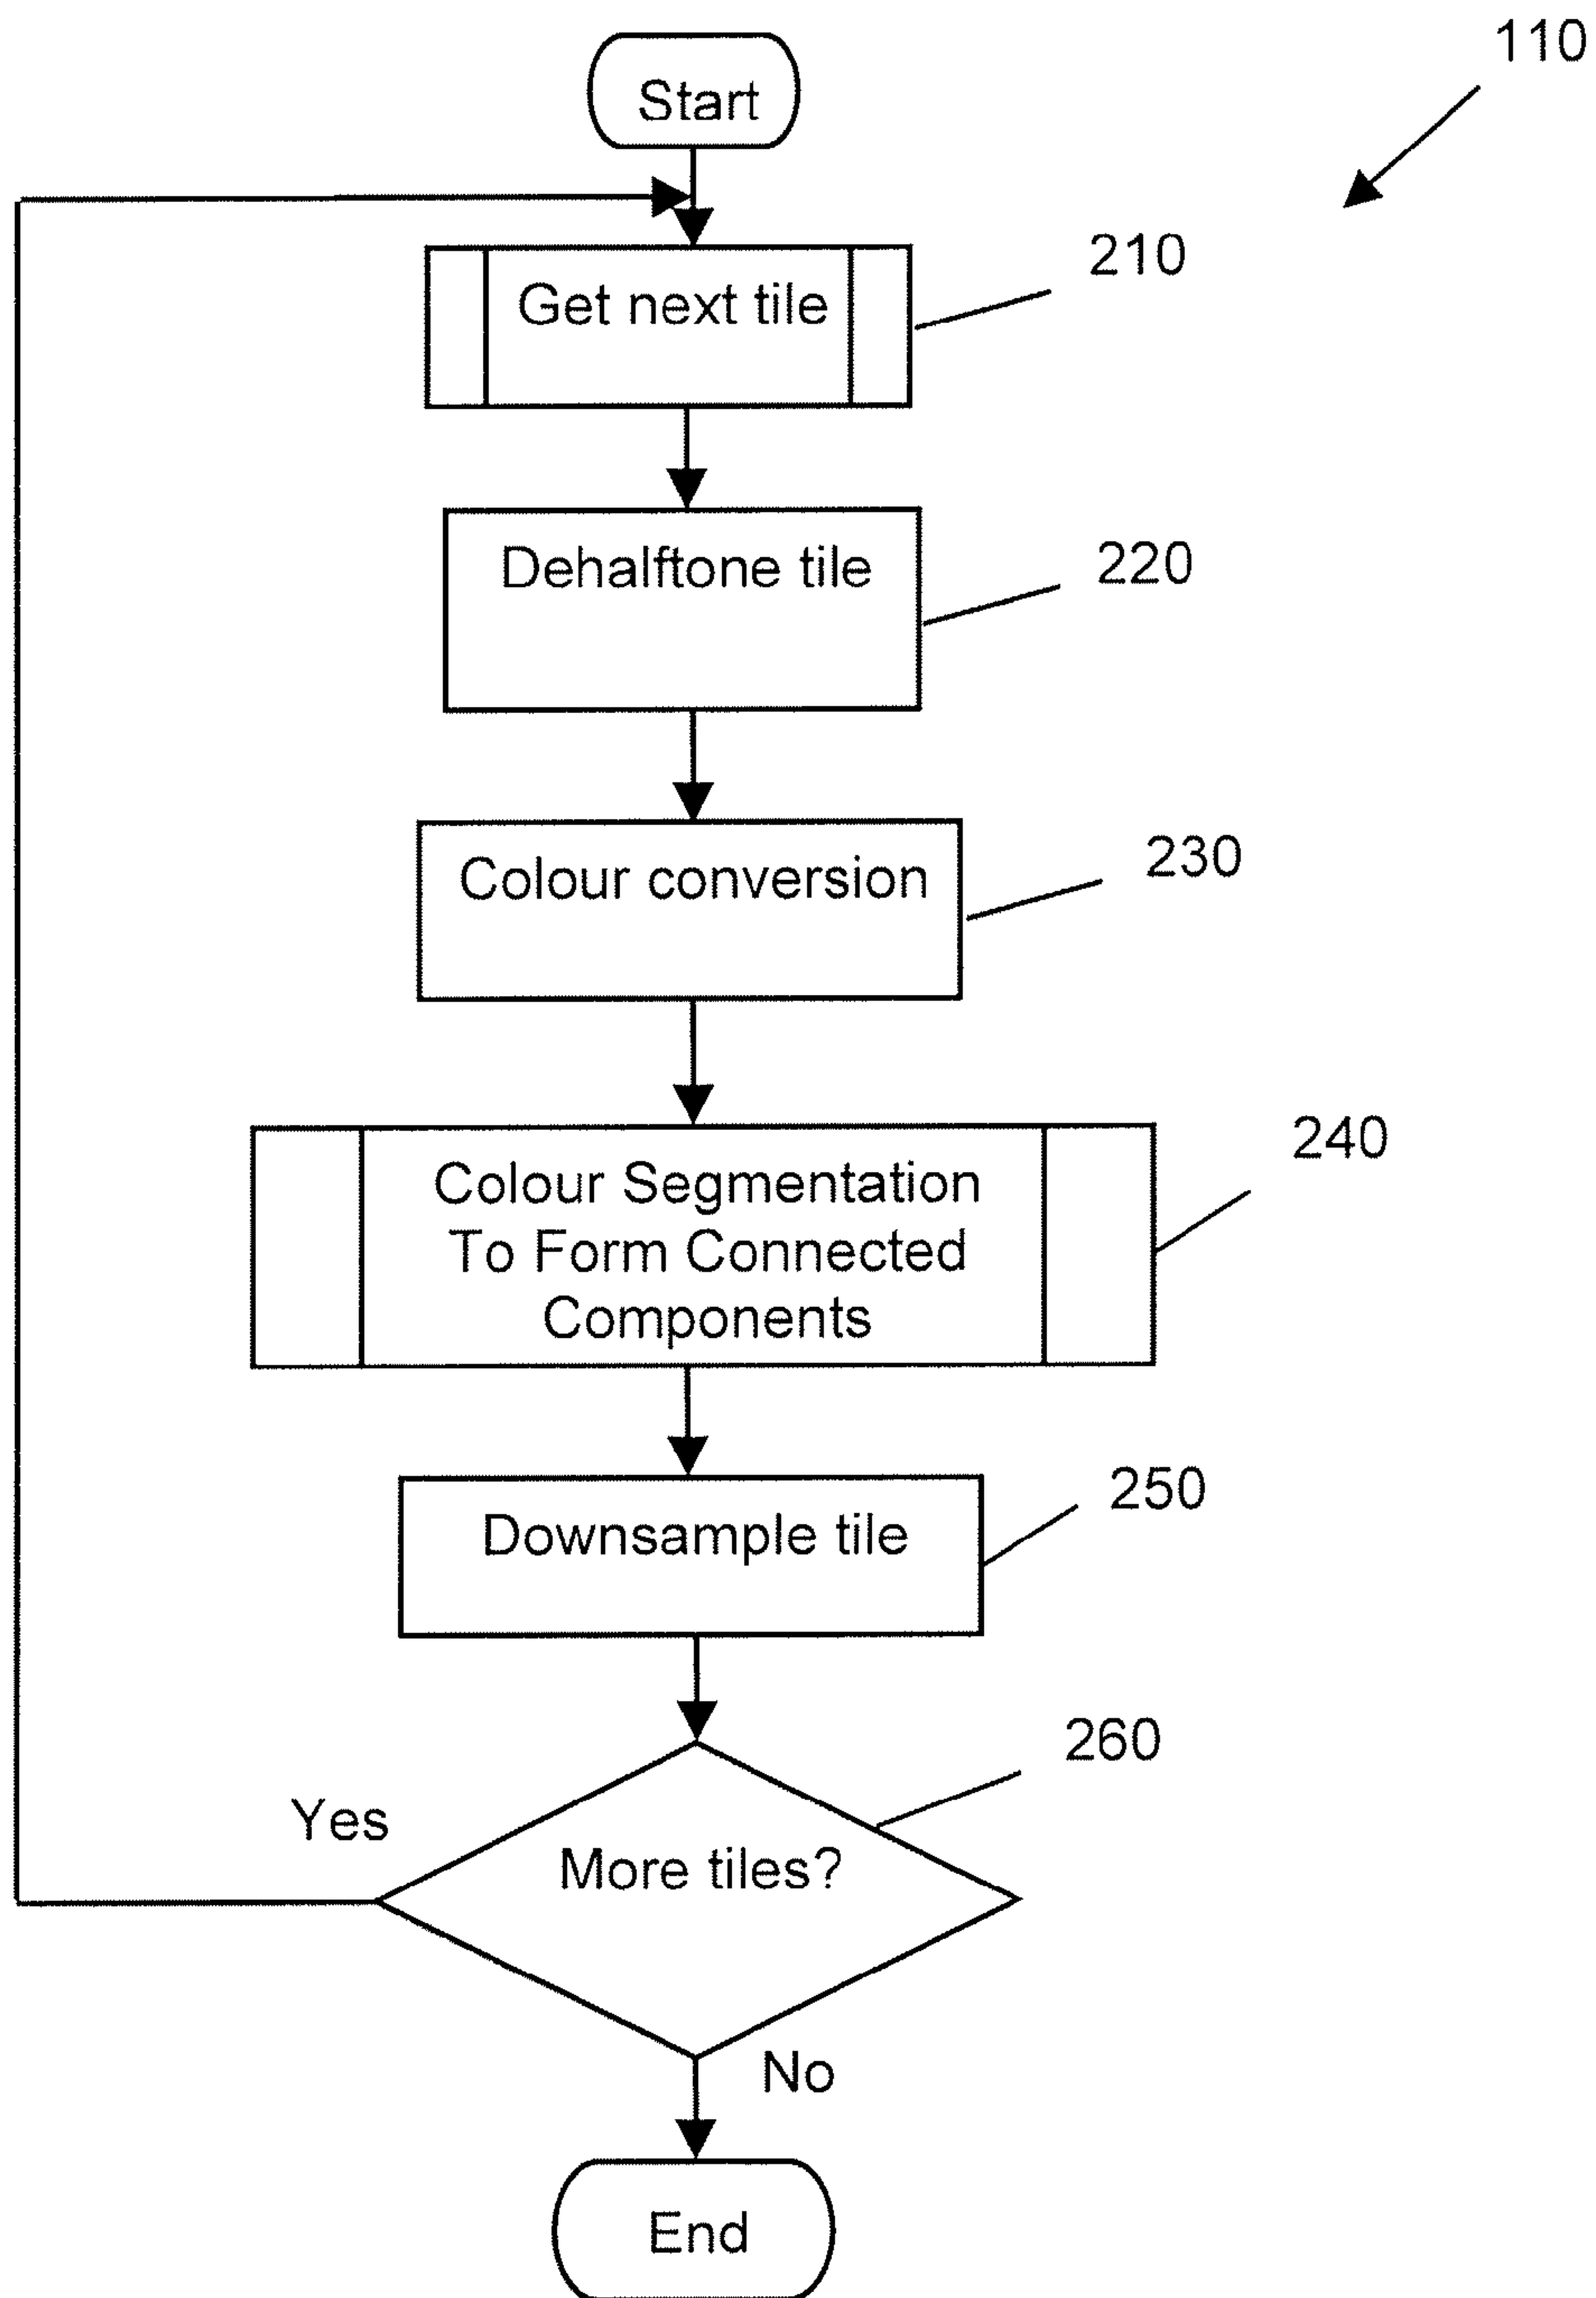 110
Start
Get next tile
210
Dehalftone tile
220
Colour conversion
230
Colour Segmentation
To Form Connected
Components
240
Downsample tile
250
More tiles?
260
Yes
No
End